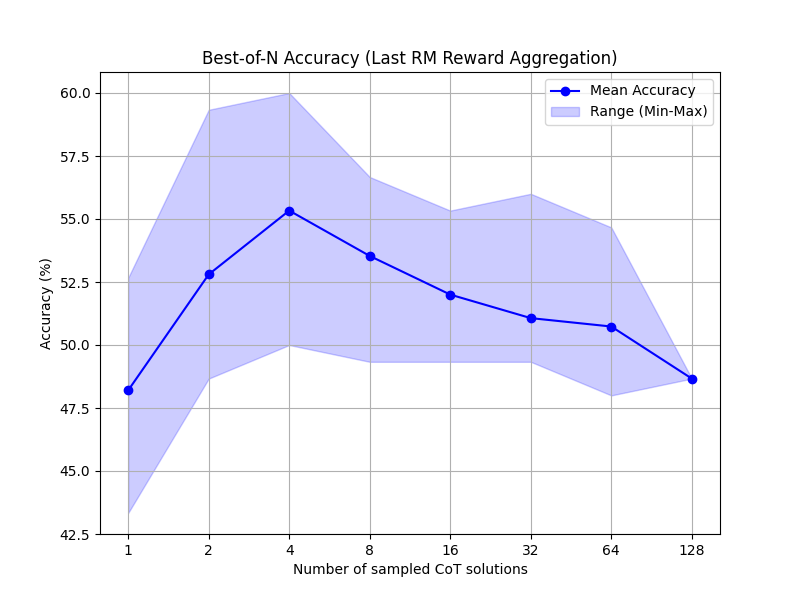 Best-of-N Accuracy (Last RM Reward Aggregation)
Mean Accuracy
Range (Min-Max)
Accuracy (%)
60.0
57.5
55.0
52.5
50.0
47.5
45.0
42.5
1 2 4 8 16 32 64 128
Number of sampled CoT solutions